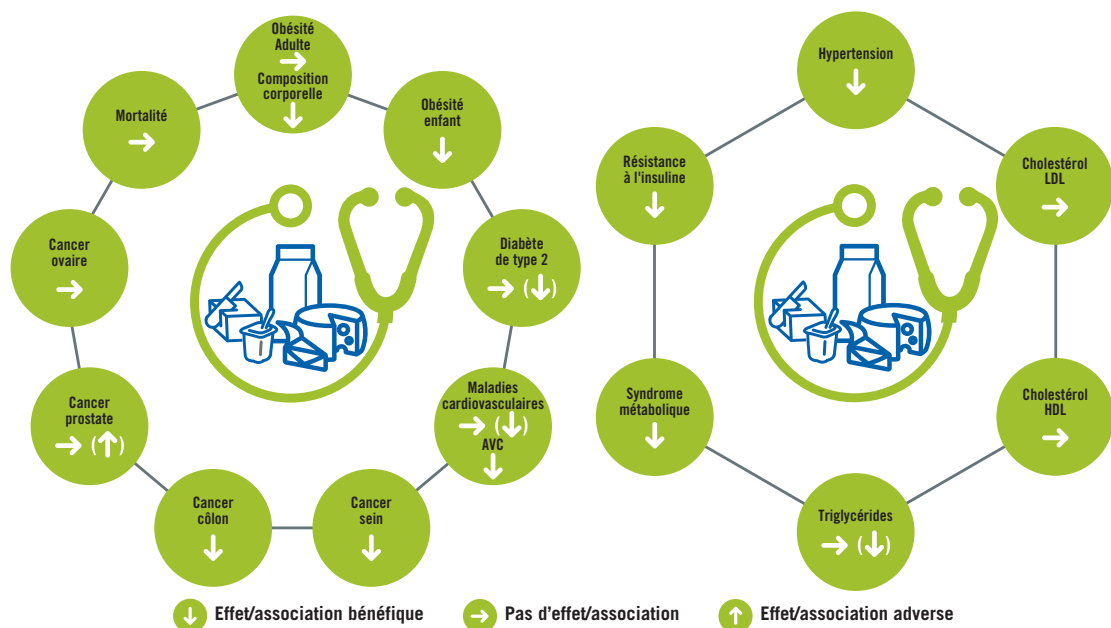 Obésité
Adulte
Composition
corporelle
Obésité
enfant
Diabète
de type 2
Maladies
cardiovasculaires
AVC
Cancer
sein
Cancer
côlon
Cancer
prostate
Cancer
ovaire
Mortalité
Hypertension
Cholestérol
LDL
Cholestérol
HDL
Triglycérides
Syndrome
métabolique
Résistance
à l'insuline
Effet/association bénéfique
Pas d'effet/association
Effet/association adverse